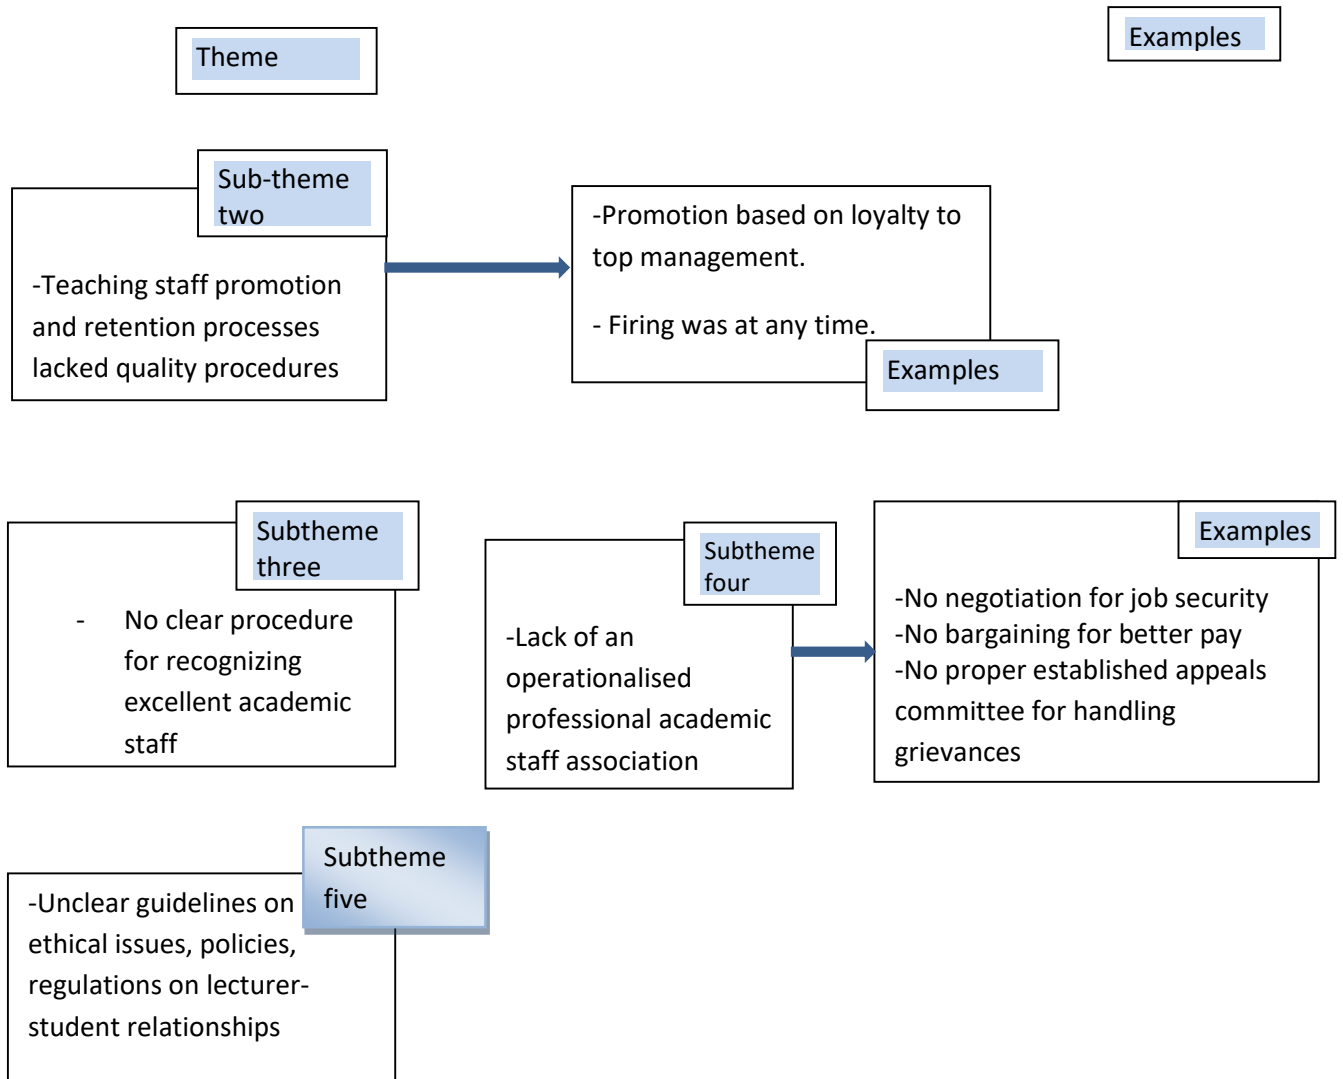 Theme
Examples
Sub-theme
two
-Teaching staff promotion
and retention processes
lacked quality procedures
-Promotion based on loyalty to
top management.
- Firing was at any time.
Examples
Subtheme
three
- No clear procedure
for recognizing
excellent academic
staff
Subtheme
four
-Lack of an
operationalised
professional academic
staff association
Examples
-No negotiation for job security
-No bargaining for better pay
-No proper established appeals
committee for handling
grievances
Subtheme
five
-Unclear guidelines on
ethical issues, policies,
regulations on lecturer-
student relationships